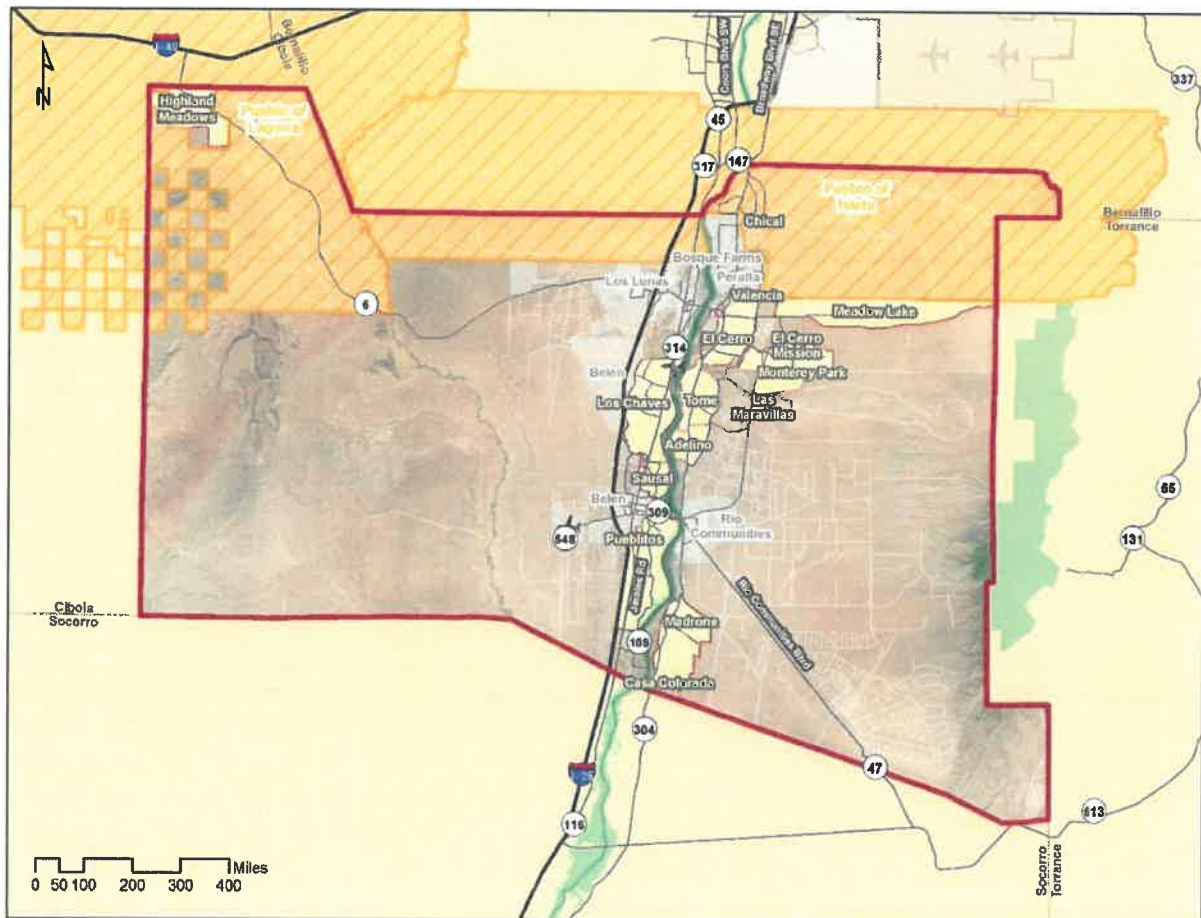 I-40
Bernalillo
Cibola
Coors Blvd SW
Broadway Blvd SE
337
N
Highland
Meadows
45
317
147
Pueblo of
Isleta
Chical
Bernalillo
Torrance
Bosque Farms
Peralta
Los Lunas
Valencia
6
Meadow Lake
El Cerro
El Cerro
Mission
314
Monterey Park
Belen
Los Chaves
Tome
Las
Maravillas
Adelino
Sausal
55
Belen
309
Rio
Communities
131
548
Pueblitos
Jarales Rd
Rio Communities Blvd
Cibola
Socorro
Madrone
109
Casa Colorada
304
47
I-25
116
613
Socorro
Torrance
Miles
0 50 100 200 300 400